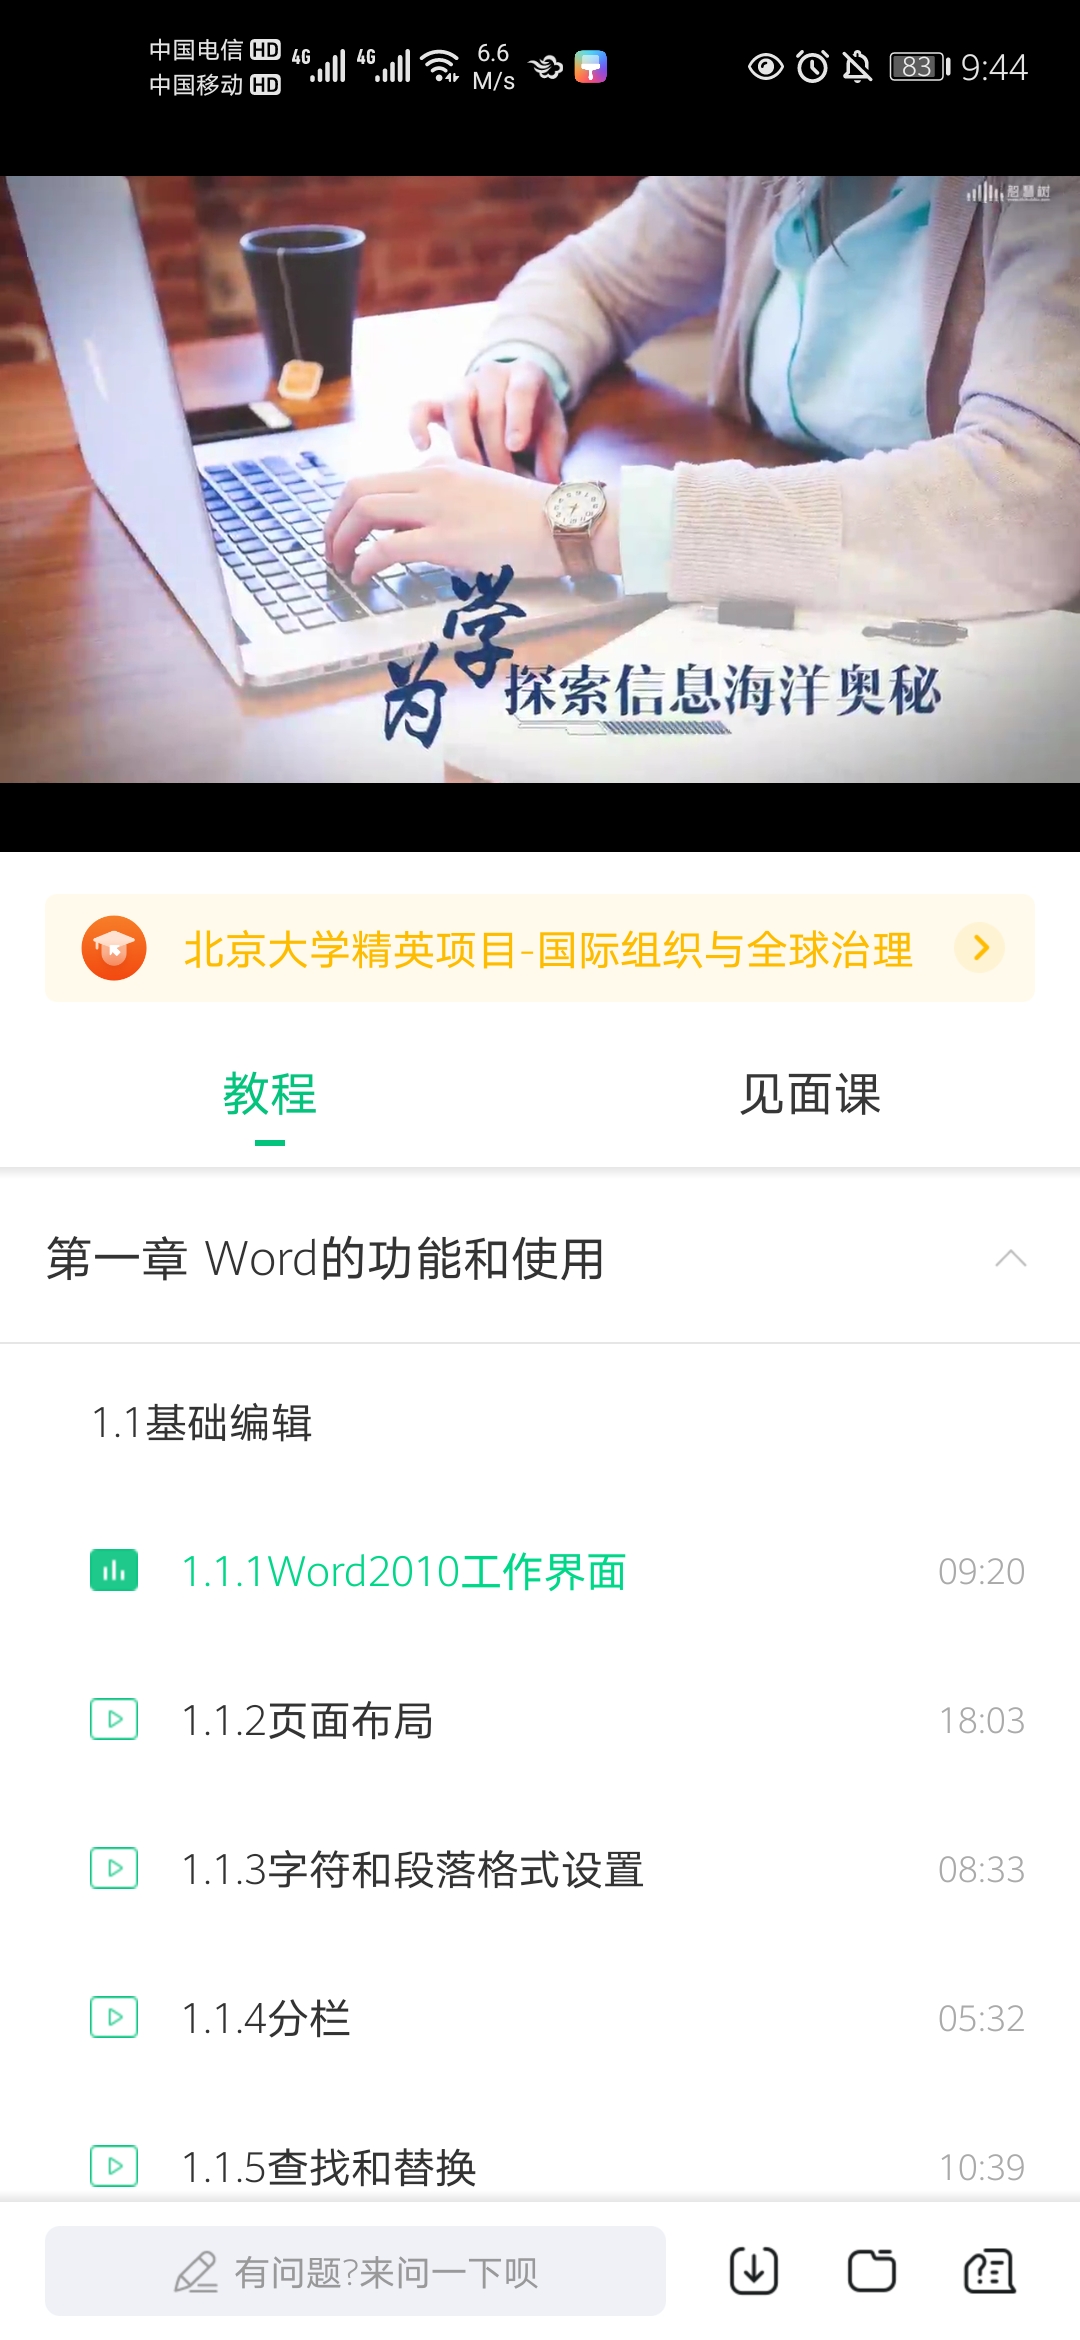 中国电信 HD
中国移动 HD
4G 4G 6.6 M/s 83 9:44
智慧树
为学
探索信息海洋奥秘
北京大学精英项目-国际组织与全球治理
教程 见面课
第一章 Word的功能和使用
1.1基础编辑
1.1.1Word2010工作界面 09:20
1.1.2页面布局 18:03
1.1.3字符和段落格式设置 08:33
1.1.4分栏 05:32
1.1.5查找和替换 10:39
有问题?来问一下呗